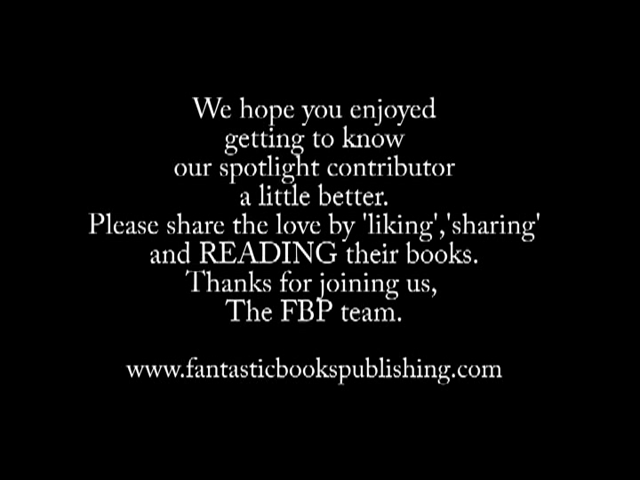 We hope you enjoyed
getting to know
our spotlight contributor
a little better.
Please share the love by 'liking','sharing'
and READING their books.
Thanks for joining us,
The FBP team.
www.fantasticbookspublishing.com